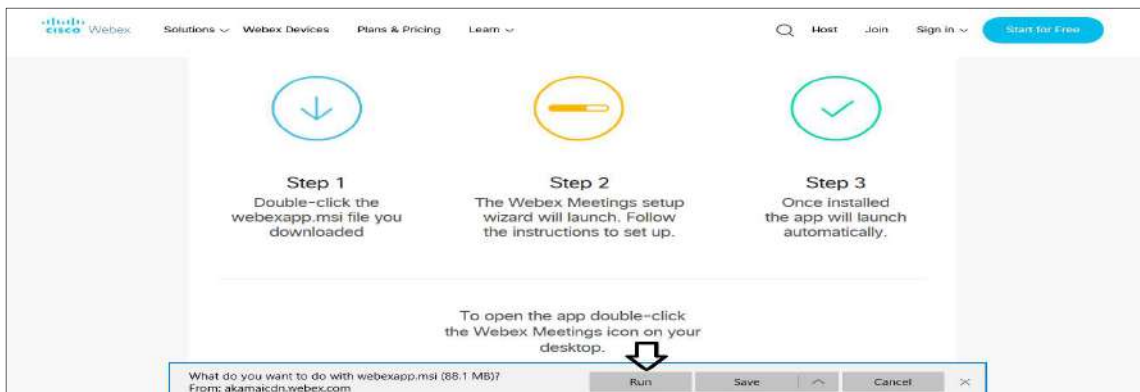 cisco Webex Solutions Webex Devices Plans & Pricing Learn Host Join Sign in Start for Free
Step 1
Double-click the
webexapp.msi file you
downloaded
Step 2
The Webex Meetings setup
wizard will launch. Follow
the instructions to set up.
Step 3
Once installed
the app will launch
automatically.
To open the app double-click
the Webex Meetings icon on your
desktop.
What do you want to do with webexapp.msi (88.1 MB)?
From: akamaicdn.webex.com
Run Save Cancel